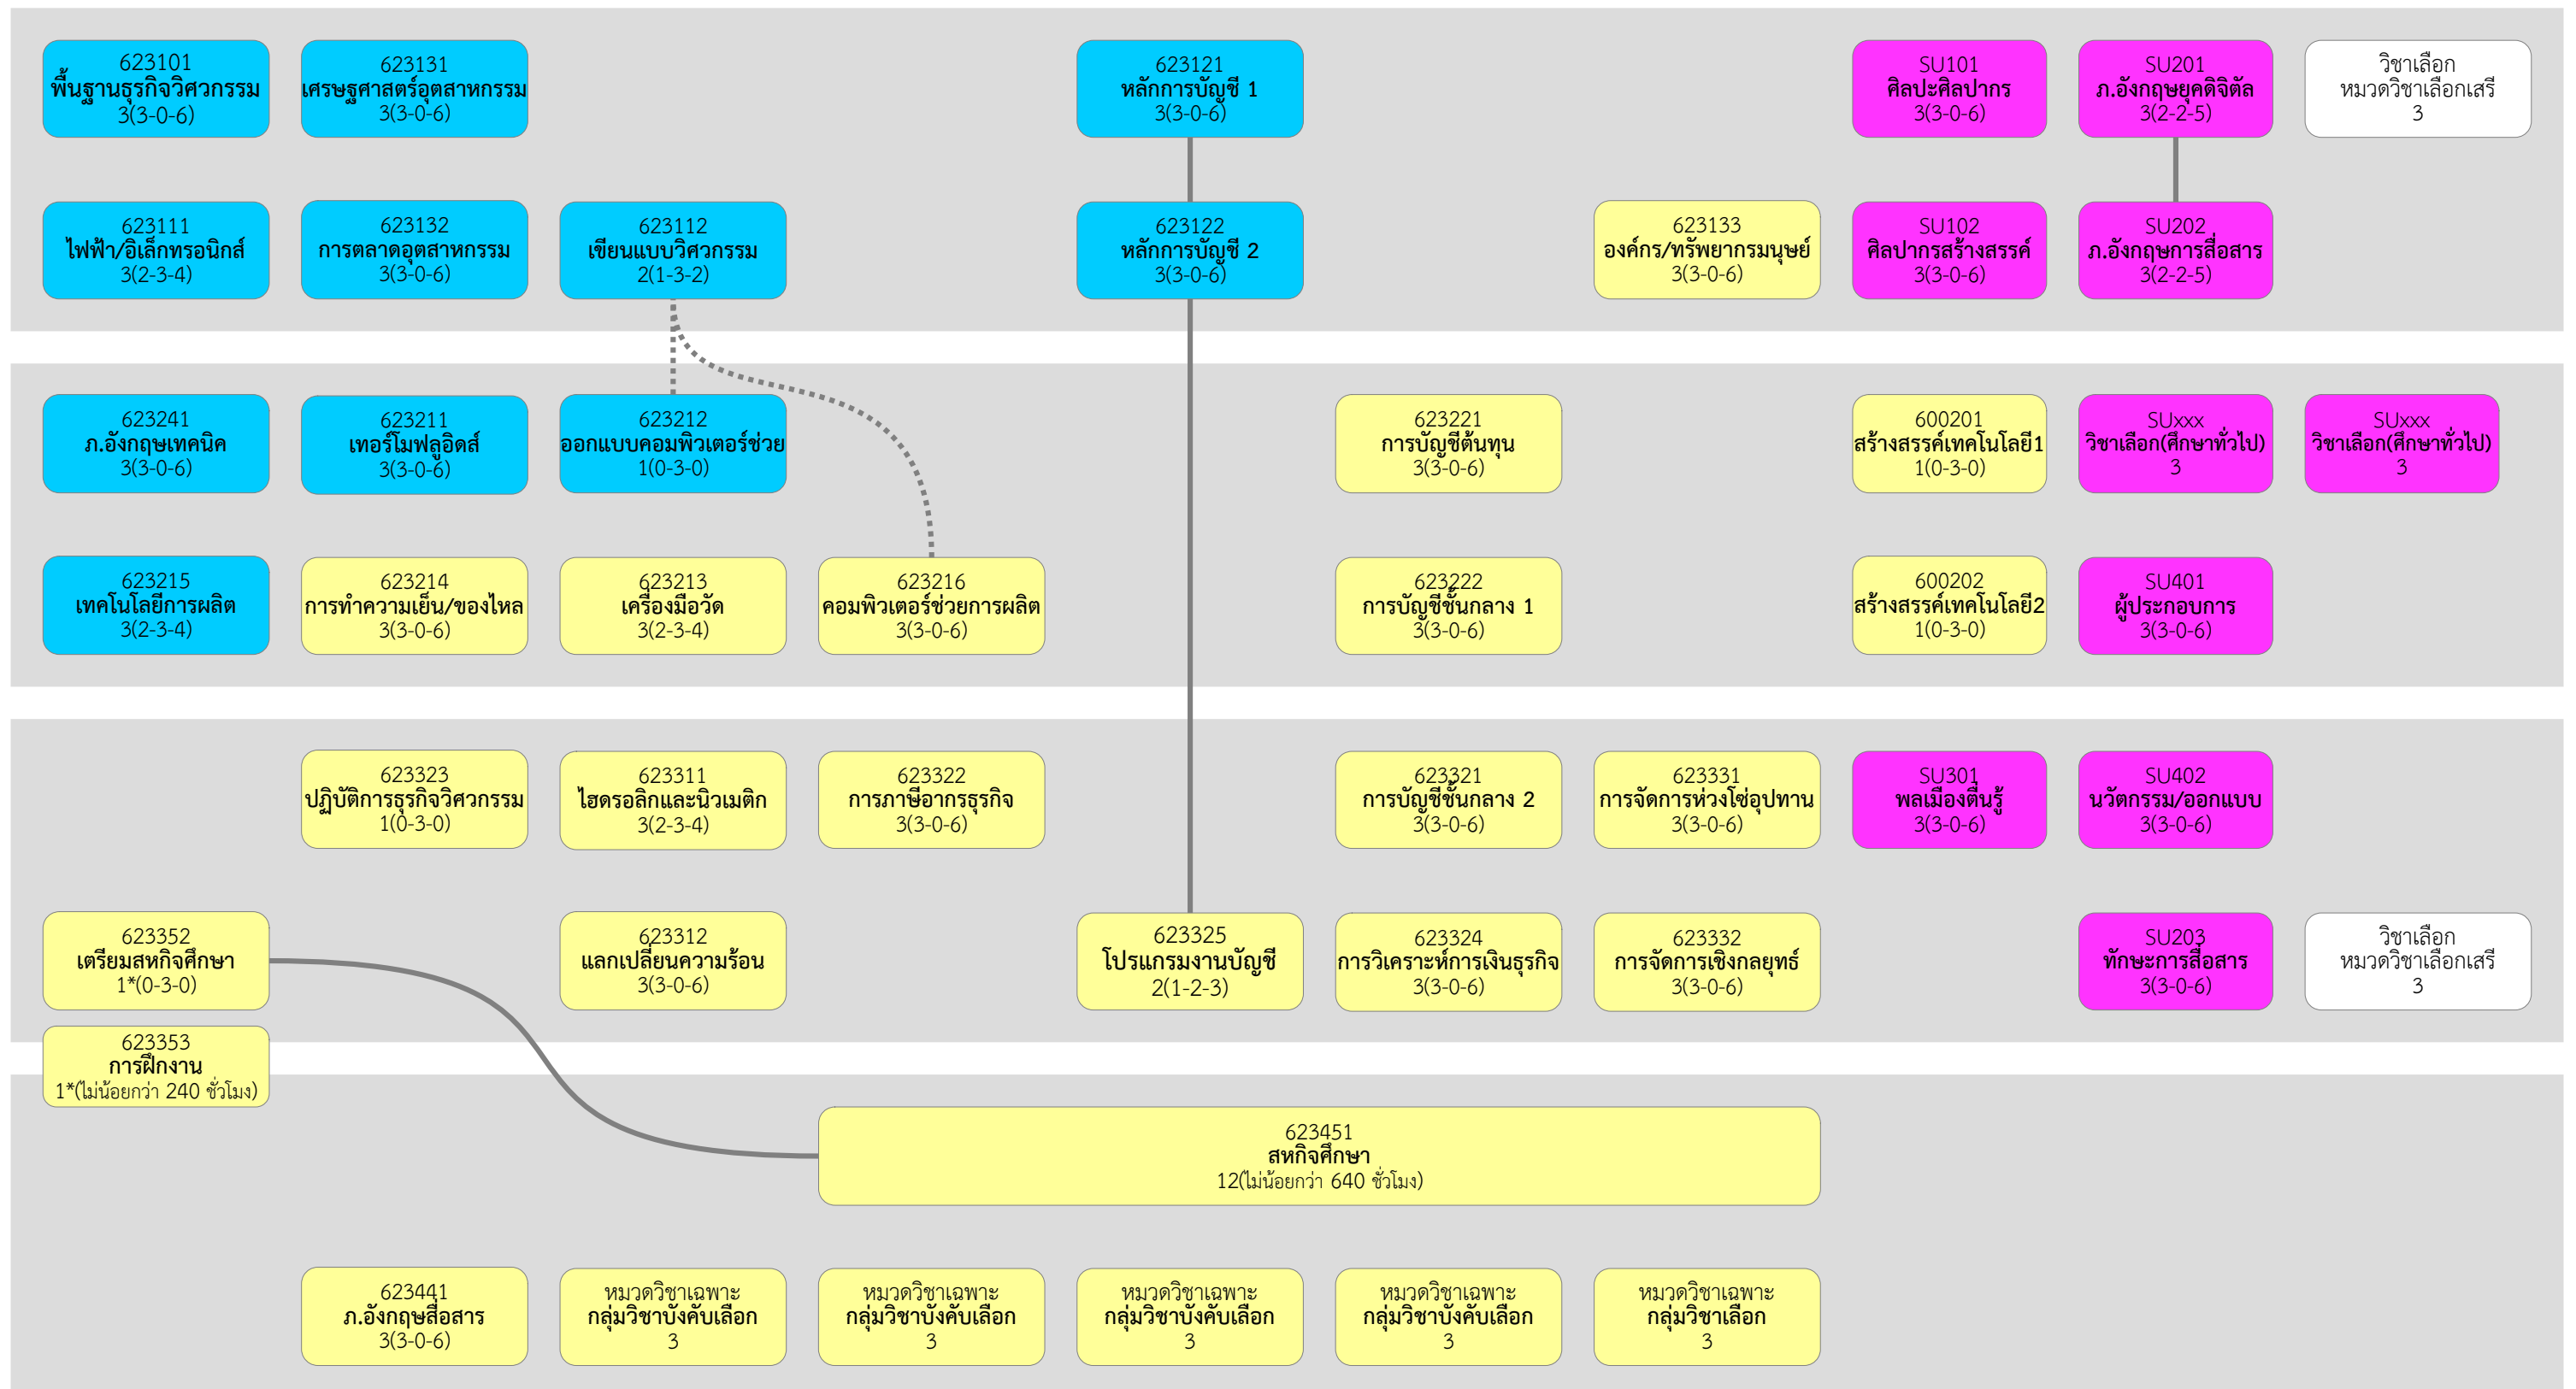 623101
พื้นฐานธุรกิจวิศวกรรม
3(3-0-6)
623131
เศรษฐศาสตร์อุตสาหกรรม
3(3-0-6)
623121
หลักการบัญชี 1
3(3-0-6)
SU101
ศิลปะศิลปากร
3(3-0-6)
SU201
ภ.อังกฤษยุคดิจิตัล
3(2-2-5)
วิชาเลือก
หมวดวิชาเลือกเสรี
3
623111
ไฟฟ้า/อิเล็กทรอนิกส์
3(2-3-4)
623132
การตลาดอุตสาหกรรม
3(3-0-6)
623112
เขียนแบบวิศวกรรม
2(1-3-2)
623122
หลักการบัญชี 2
3(3-0-6)
623133
องค์กร/ทรัพยากรมนุษย์
3(3-0-6)
SU102
ศิลปากรสร้างสรรค์
3(3-0-6)
SU202
ภ.อังกฤษการสื่อสาร
3(2-2-5)
623241
ภ.อังกฤษเทคนิค
3(3-0-6)
623211
เทอร์โมฟลูอิดส์
3(3-0-6)
623212
ออกแบบคอมพิวเตอร์ช่วย
1(0-3-0)
623221
การบัญชีต้นทุน
3(3-0-6)
600201
สร้างสรรค์เทคโนโลยี1
1(0-3-0)
SUxxx
วิชาเลือก(ศึกษาทั่วไป)
3
SUxxx
วิชาเลือก(ศึกษาทั่วไป)
3
623215
เทคโนโลยีการผลิต
3(2-3-4)
623214
การทำความเย็น/ของไหล
3(3-0-6)
623213
เครื่องมือวัด
3(2-3-4)
623216
คอมพิวเตอร์ช่วยการผลิต
3(3-0-6)
623222
การบัญชีชั้นกลาง 1
3(3-0-6)
600202
สร้างสรรค์เทคโนโลยี2
1(0-3-0)
SU401
ผู้ประกอบการ
3(3-0-6)
623323
ปฏิบัติการธุรกิจวิศวกรรม
1(0-3-0)
623311
ไฮดรอลิกและนิวเมติก
3(2-3-4)
623322
การภาษีอากรธุรกิจ
3(3-0-6)
623321
การบัญชีชั้นกลาง 2
3(3-0-6)
623331
การจัดการห่วงโซ่อุปทาน
3(3-0-6)
SU301
พลเมืองตื่นรู้
3(3-0-6)
SU402
นวัตกรรม/ออกแบบ
3(3-0-6)
623352
เตรียมสหกิจศึกษา
1*(0-3-0)
623312
แลกเปลี่ยนความร้อน
3(3-0-6)
623325
โปรแกรมงานบัญชี
2(1-2-3)
623324
การวิเคราะห์การเงินธุรกิจ
3(3-0-6)
623332
การจัดการเชิงกลยุทธ์
3(3-0-6)
SU203
ทักษะการสื่อสาร
3(3-0-6)
วิชาเลือก
หมวดวิชาเลือกเสรี
3
623353
การฝึกงาน
1*(ไม่น้อยกว่า 240 ชั่วโมง)
623451
สหกิจศึกษา
12(ไม่น้อยกว่า 640 ชั่วโมง)
623441
ภ.อังกฤษสื่อสาร
3(3-0-6)
หมวดวิชาเฉพาะ
กลุ่มวิชาบังคับเลือก
3
หมวดวิชาเฉพาะ
กลุ่มวิชาบังคับเลือก
3
หมวดวิชาเฉพาะ
กลุ่มวิชาบังคับเลือก
3
หมวดวิชาเฉพาะ
กลุ่มวิชาบังคับเลือก
3
หมวดวิชาเฉพาะ
กลุ่มวิชาเลือก
3